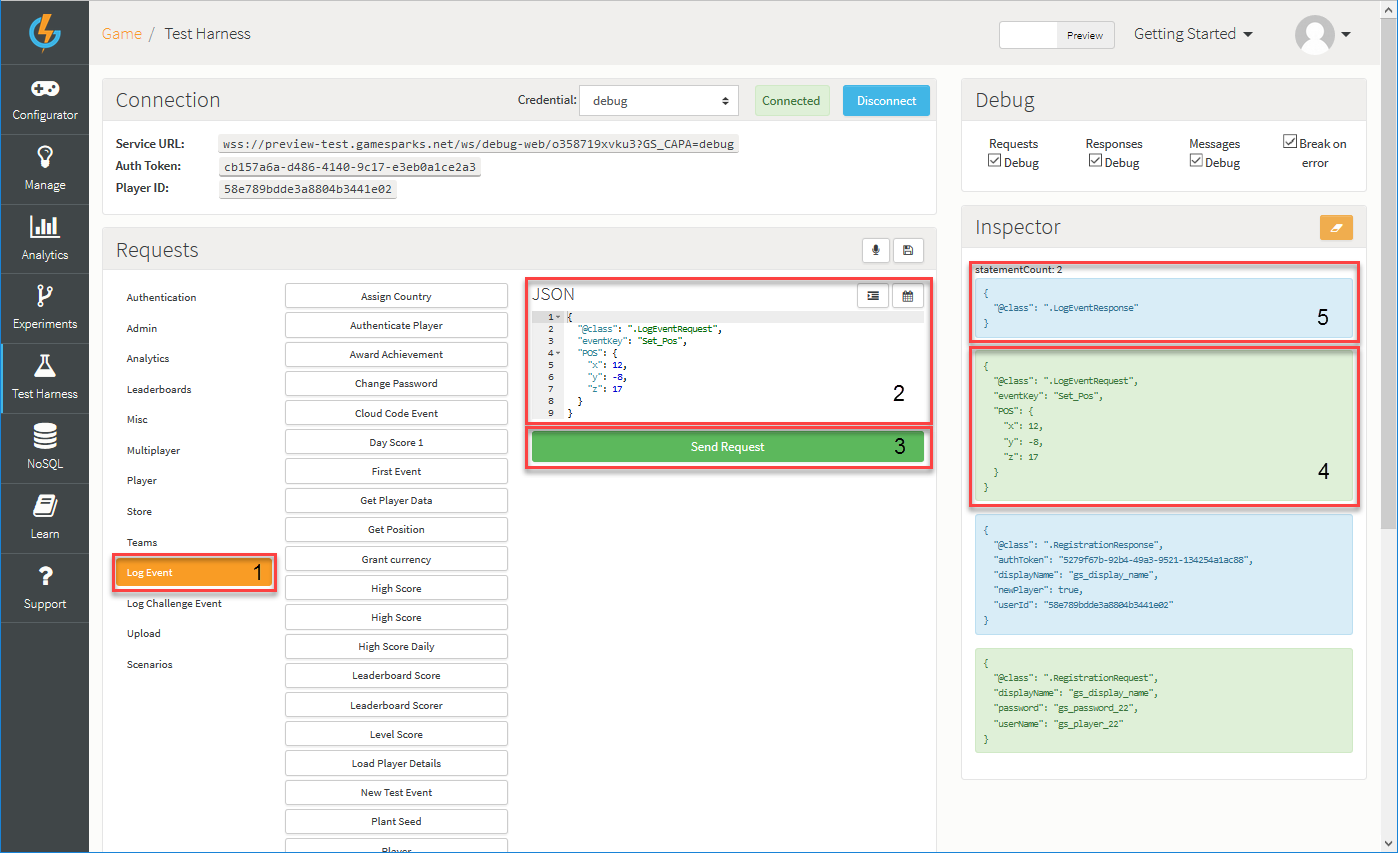 Game / Test Harness
Preview
Getting Started
Configurator
Manage
Analytics
Experiments
Test Harness
NoSQL
Learn
Support
Connection
Credential: debug
Connected
Disconnect
Service URL: wss://preview-test.gamesparks.net/ws/debug-web/o358719xvku3?GS_CAPA=debug
Auth Token: cb157a6a-d486-4140-9c17-e3eb0a1ce2a3
Player ID: 58e789bdde3a8804b3441e02
Requests
Authentication
Admin
Analytics
Leaderboards
Misc
Multiplayer
Player
Store
Teams
Log Event 1
Log Challenge Event
Upload
Scenarios
Assign Country
Authenticate Player
Award Achievement
Change Password
Cloud Code Event
Day Score 1
First Event
Get Player Data
Get Position
Grant currency
High Score
High Score
High Score Daily
Leaderboard Score
Leaderboard Scorer
Level Score
Load Player Details
New Test Event
Plant Seed
Player
JSON
1 {
2 "@class": ".LogEventRequest",
3 "eventKey": "Set_Pos",
4 "POS": {
5 "x": 12,
6 "y": -8,
7 "z": 17
8 }
9 }
2
Send Request 3
Debug
Requests
Debug
Responses
Debug
Messages
Debug
Break on
error
Inspector
statementCount: 2
{
"@class": ".LogEventResponse"
}
5
{
"@class": ".LogEventRequest",
"eventKey": "Set_Pos",
"POS": {
"x": 12,
"y": -8,
"z": 17
}
}
4
{
"@class": ".RegistrationResponse",
"authToken": "5279f67b-92b4-49a3-9521-134254a1ac88",
"displayName": "gs_display_name",
"newPlayer": true,
"userId": "58e789bdde3a8804b3441e02"
}
{
"@class": ".RegistrationRequest",
"displayName": "gs_display_name",
"password": "gs_password_22",
"userName": "gs_player_22"
}